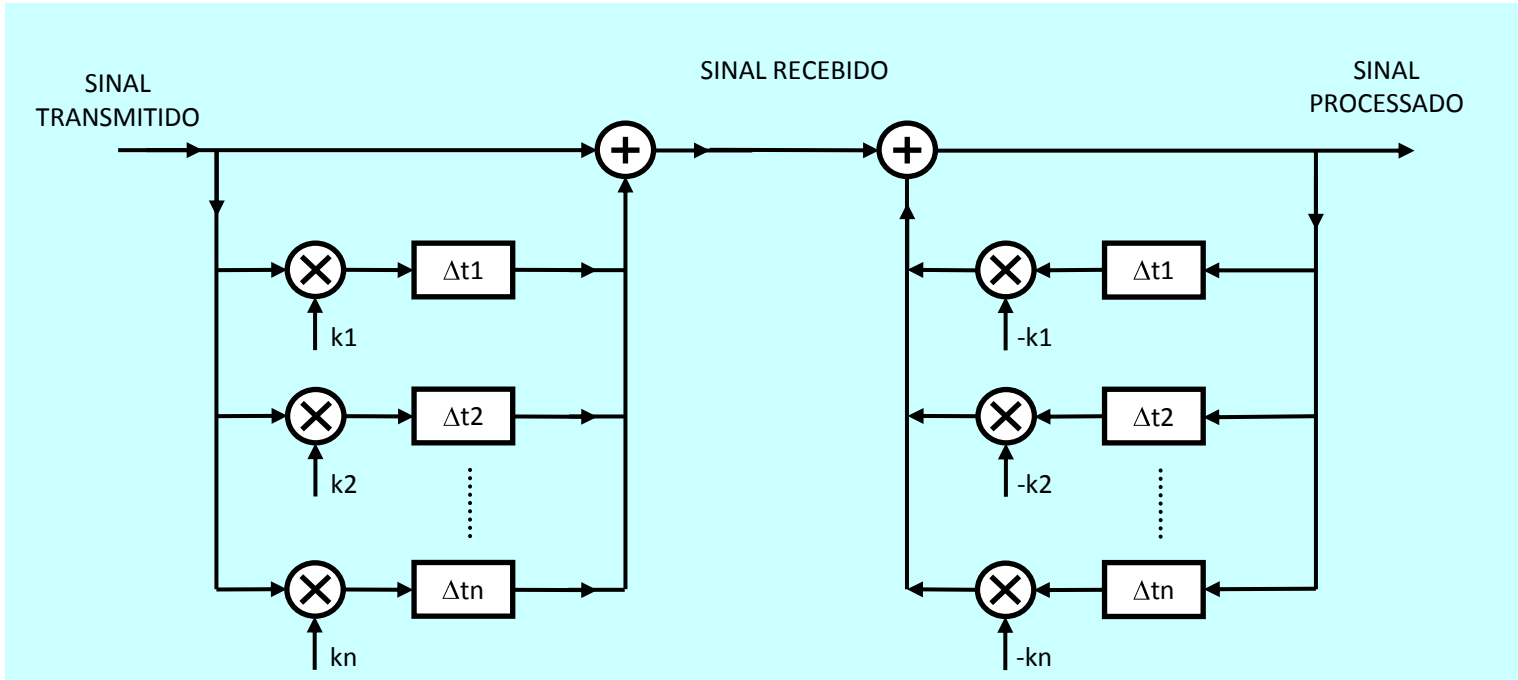 SINAL
TRANSMITIDO
SINAL RECEBIDO
SINAL
PROCESSADO
Δt1
k1
Δt1
-k1
Δt2
k2
Δt2
-k2
Δtn
kn
Δtn
-kn